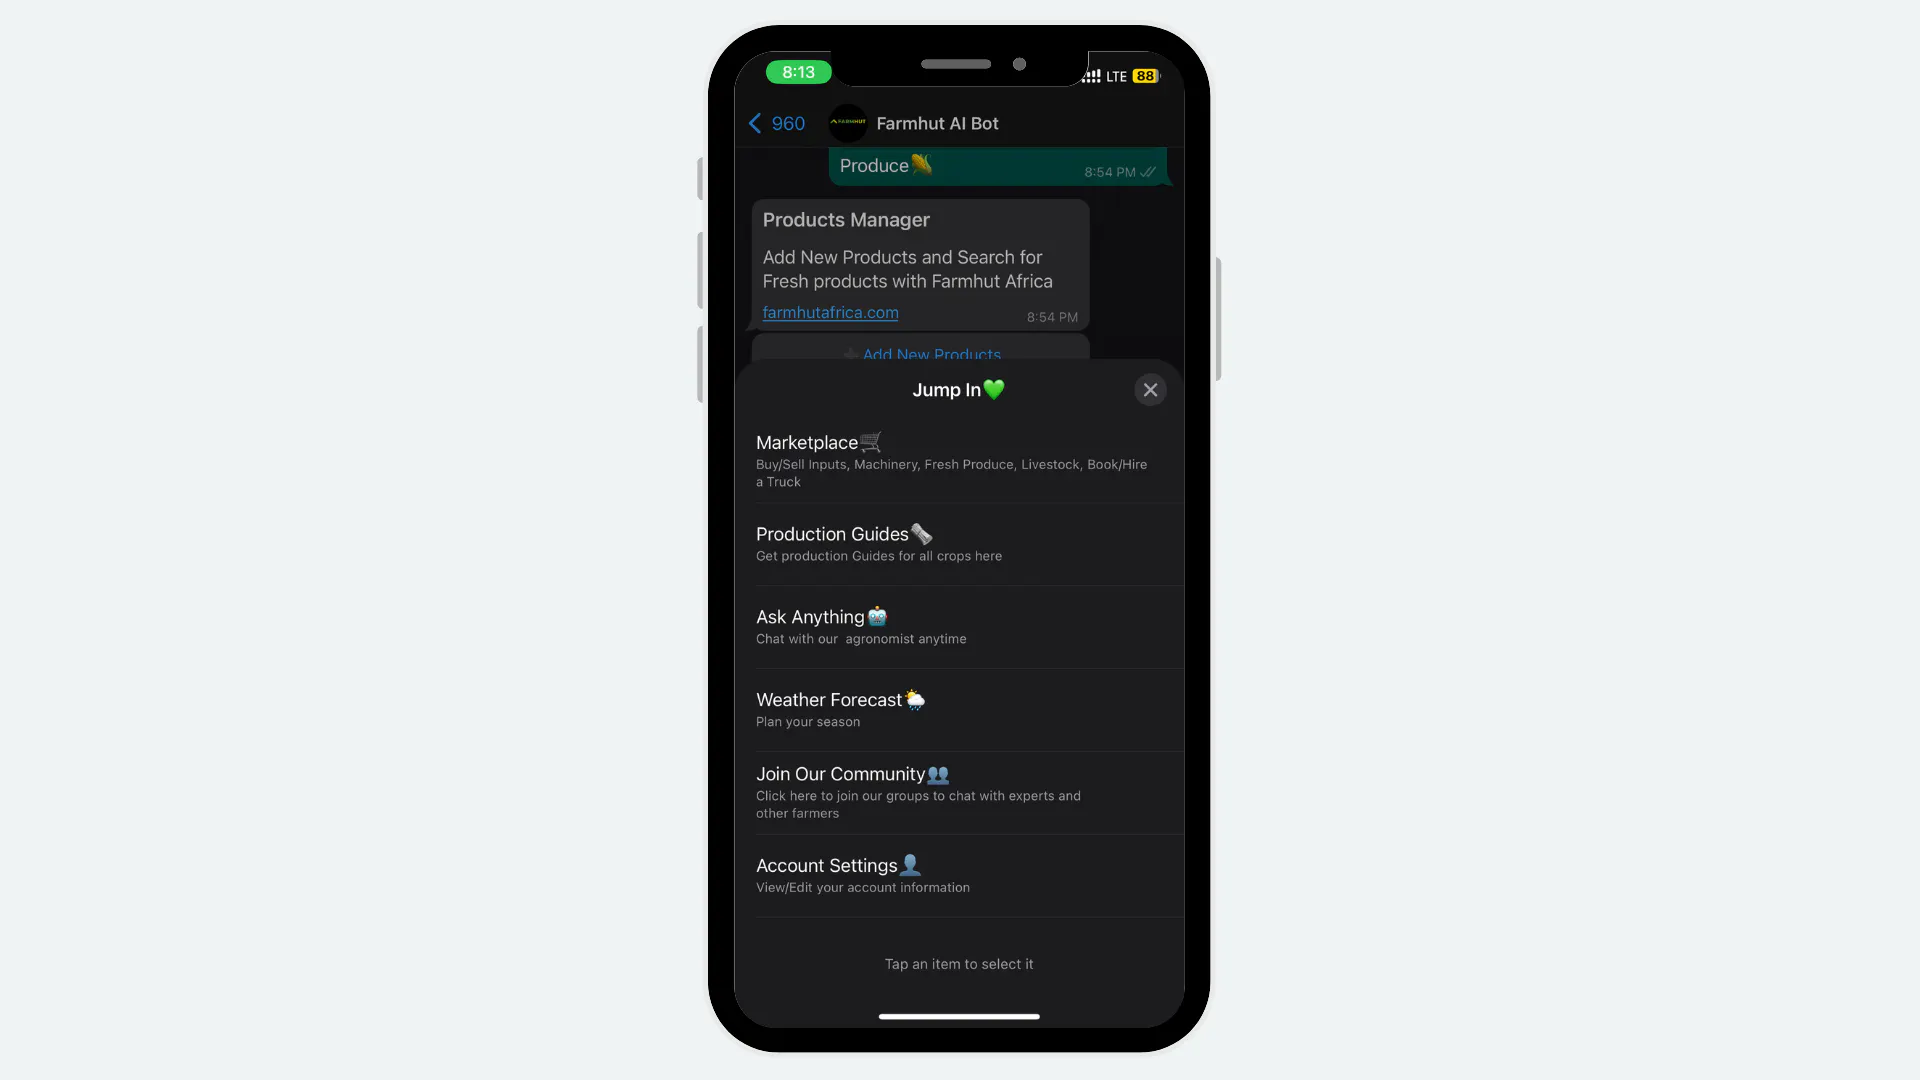 8:13
LTE 88
960
FARMHUT
Farmhut AI Bot
Produce🌽
8:54 PM
Products Manager
Add New Products and Search for
Fresh products with Farmhut Africa
farmhutafrica.com
8:54 PM
Add New Products
Jump In💚
Marketplace🛒
Buy/Sell Inputs, Machinery, Fresh Produce, Livestock, Book/Hire
a Truck
Production Guides🗞️
Get production Guides for all crops here
Ask Anything🤖
Chat with our  agronomist anytime
Weather Forecast🌦️
Plan your season
Join Our Community👥
Click here to join our groups to chat with experts and
other farmers
Account Settings👤
View/Edit your account information
Tap an item to select it